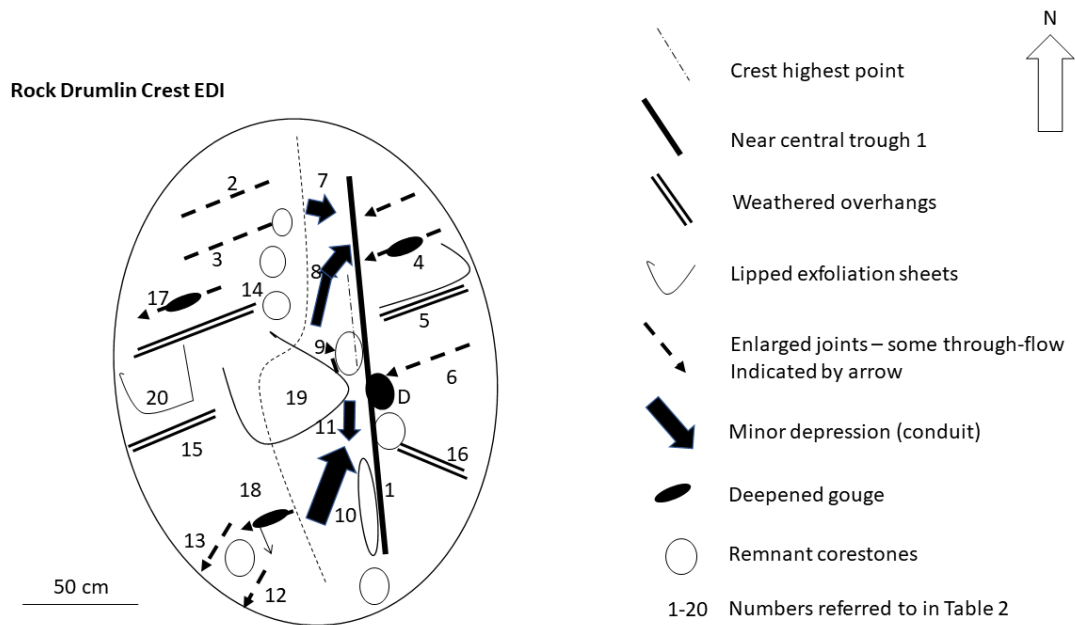 Rock Drumlin Crest EDI
2
7
3
4
8
17
14
5
9
6
20
19
D
11
15
16
18
1
10
13
12
50 cm
N
Crest highest point
Near central trough 1
Weathered overhangs
Lipped exfoliation sheets
Enlarged joints – some through-flow
Indicated by arrow
Minor depression (conduit)
Deepened gouge
Remnant corestones
1-20 Numbers referred to in Table 2